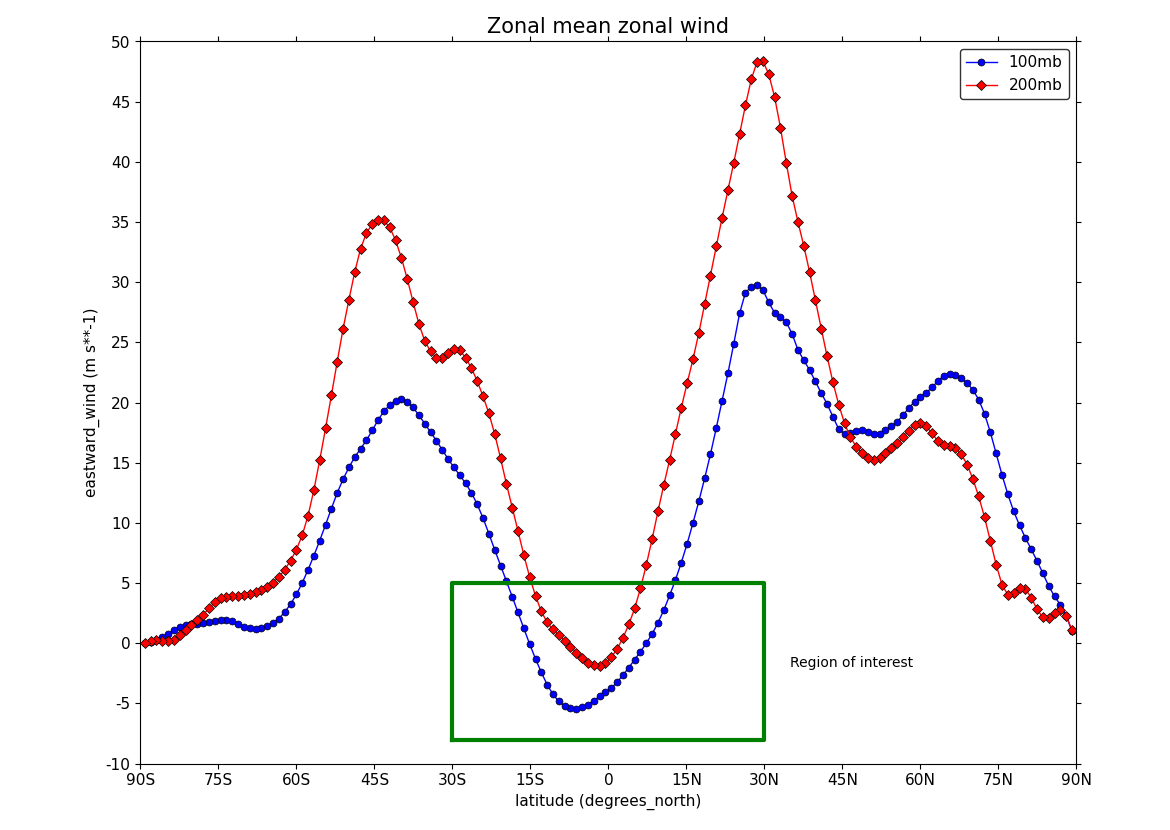 Zonal mean zonal wind
100mb
200mb
50
45
40
35
30
25
20
15
10
5
0
-5
-10
eastward_wind (m s**-1)
Region of interest
90S 75S 60S 45S 30S 15S 0 15N 30N 45N 60N 75N 90N
latitude (degrees_north)